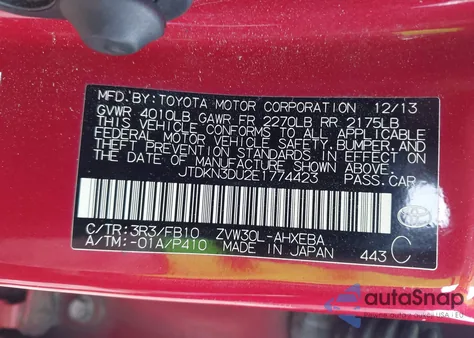 MFD. BY: TOYOTA MOTOR CORPORATION 12/13
GVWR 4010LB GAWR FR 2270LB RR 2175LB
THIS VEHICLE CONFORMS TO ALL APPLICABLE
FEDERAL MOTOR VEHICLE SAFETY, BUMPER, AND
THEFT PREVENTION STANDARDS IN EFFECT ON
THE DATE OF MANUFACTURE SHOWN ABOVE.
JTDKN3DU2E1774423 PASS.CAR
C/TR: 3R3/FB10 ZVW30L-AHXEBA
A/TM: -01A/P410 MADE IN JAPAN 443 C
autoSnap